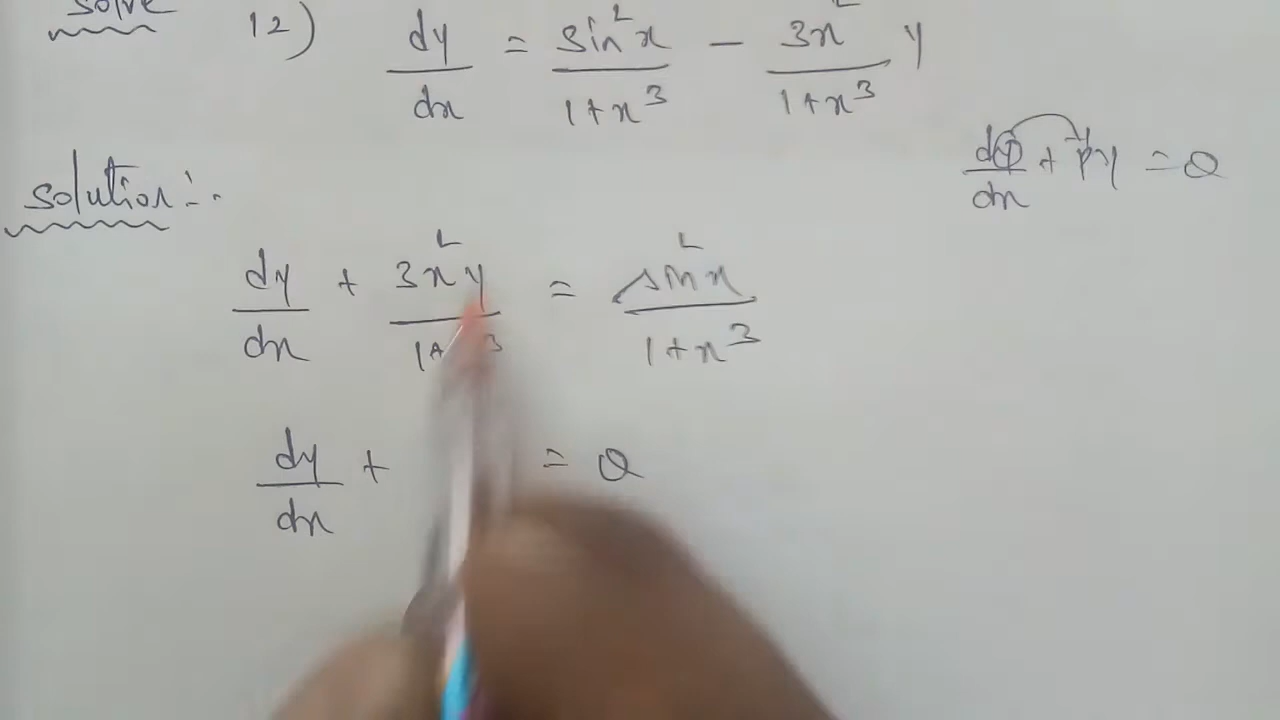 Solve 12) dy/dx = sin²x/1+x³ - 3x²/1+x³ y
dy/dx + py = Q
Solution:-
dy/dx + 3x²y/1+x³ = sin²x/1+x³
dy/dx + = Q